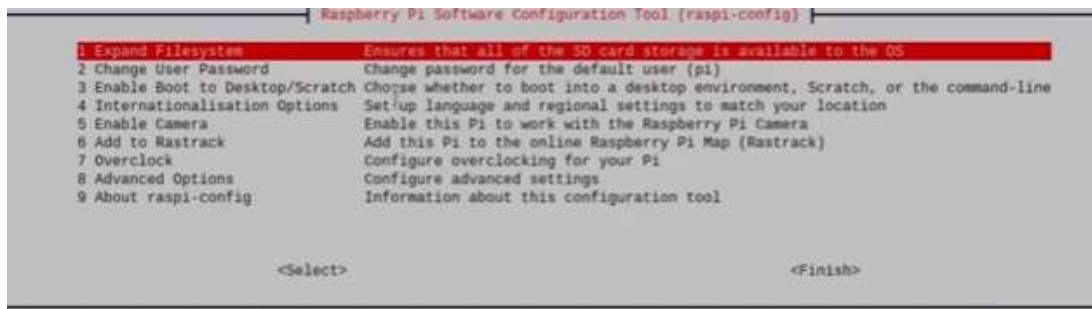 Raspberry Pi Software Configuration Tool (raspi-config)
1 Expand Filesystem Ensures that all of the SD card storage is available to the OS
2 Change User Password Change password for the default user (pi)
3 Enable Boot to Desktop/Scratch Choose whether to boot into a desktop environment, Scratch, or the command-line
4 Internationalisation Options Set up language and regional settings to match your location
5 Enable Camera Enable this Pi to work with the Raspberry Pi Camera
6 Add to Rastrack Add this Pi to the online Raspberry Pi Map (Rastrack)
7 Overclock Configure overclocking for your Pi
8 Advanced Options Configure advanced settings
9 About raspi-config Information about this configuration tool
<Select> <Finish>